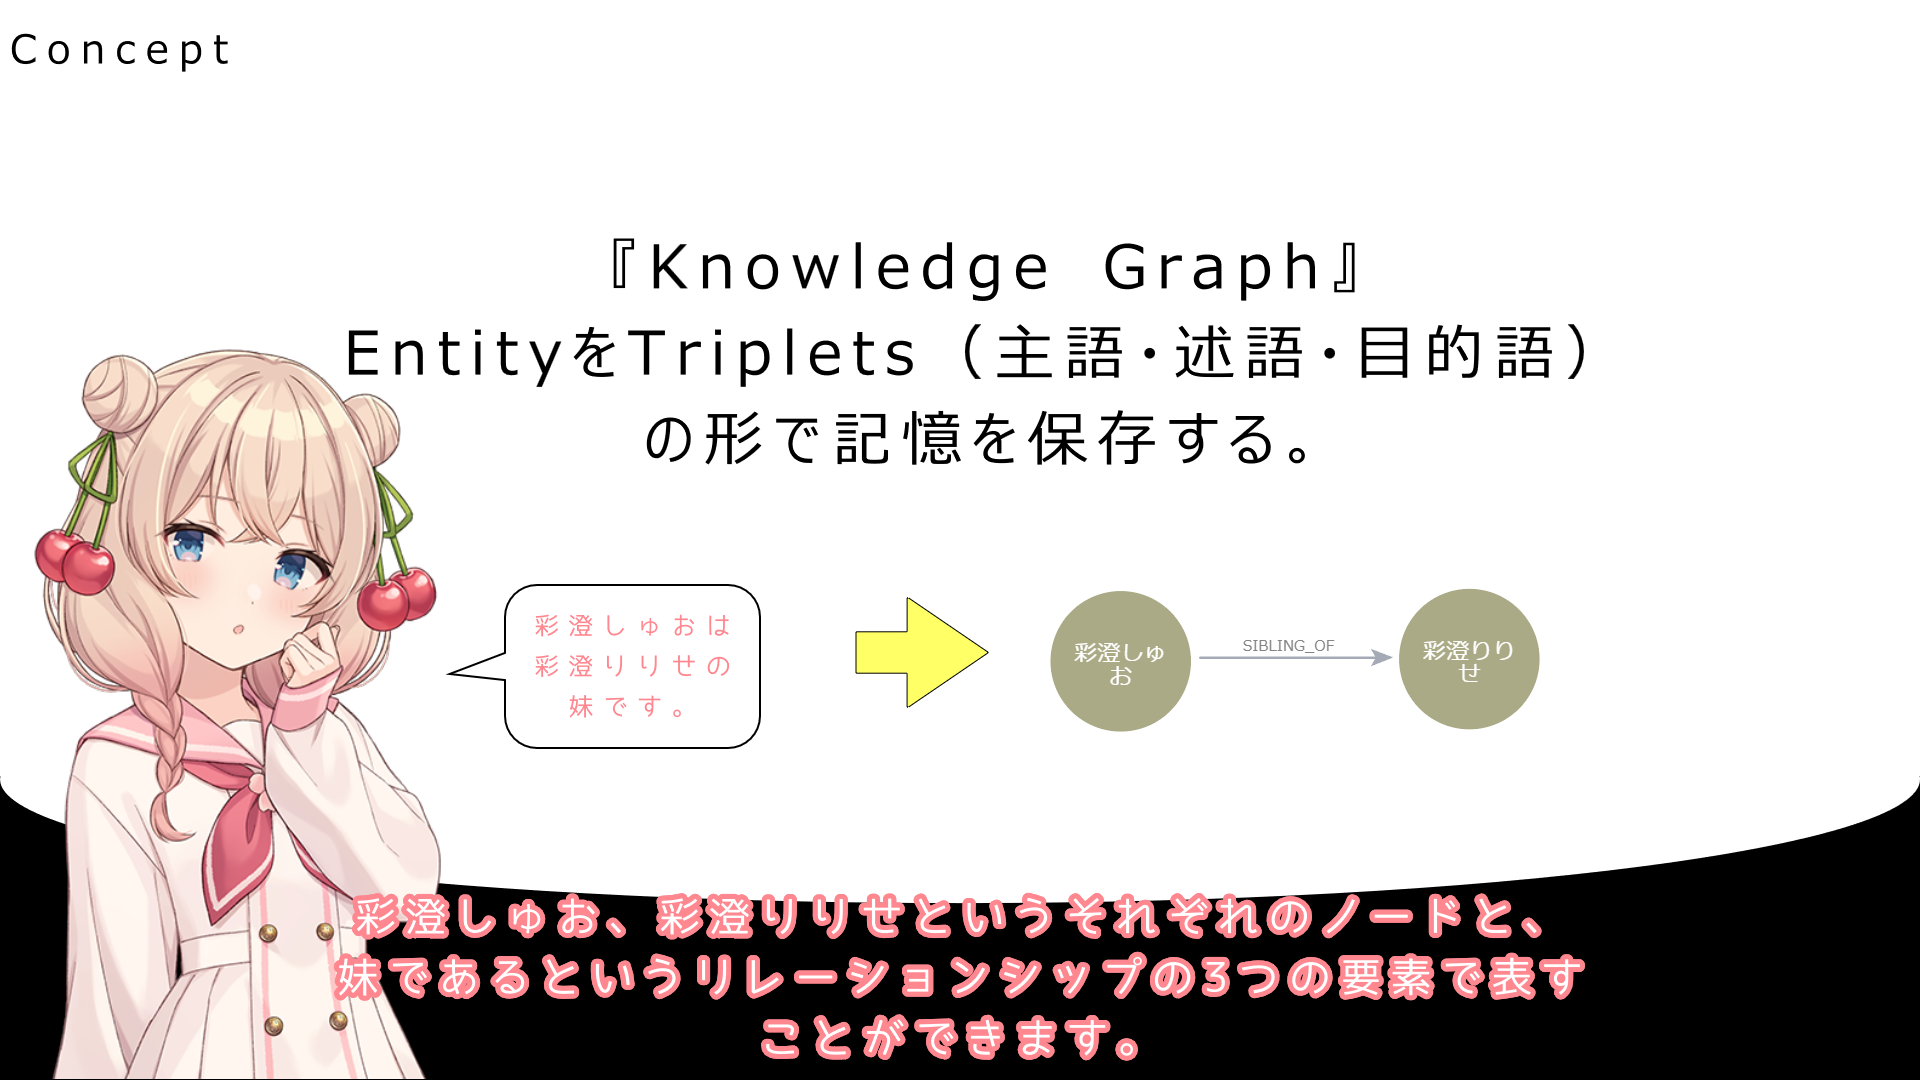 Concept
『Knowledge Graph』
EntityをTriplets（主語・述語・目的語）
の形で記憶を保存する。
彩澄しゅおは
彩澄りりせの
妹です。
彩澄しゅ
お
SIBLING_OF
彩澄りり
せ
彩澄しゅお、彩澄りりせというそれぞれのノードと、
妹であるというリレーションシップの3つの要素で表す
ことができます。